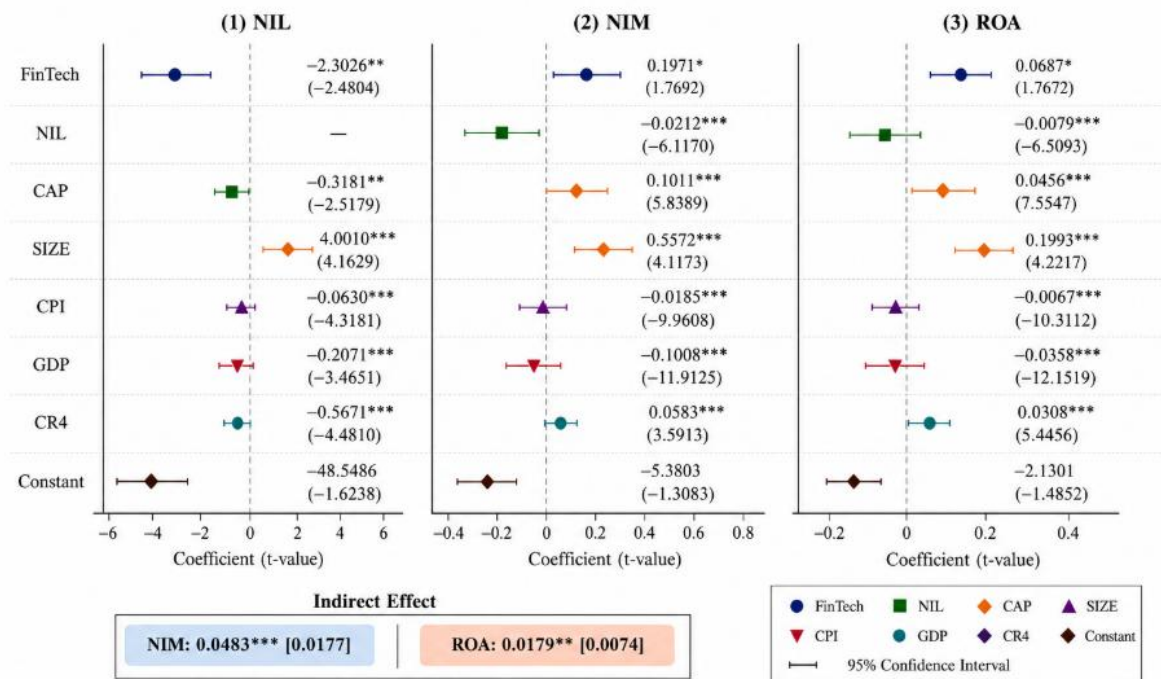 (1) NIL (2) NIM (3) ROA
FinTech −2.3026** 0.1971* 0.0687*
(−2.4804) (1.7692) (1.7672)
NIL — −0.0212*** −0.0079***
(−6.1170) (−6.5093)
CAP −0.3181** 0.1011*** 0.0456***
(−2.5179) (5.8389) (7.5547)
SIZE 4.0010*** 0.5572*** 0.1993***
(4.1629) (4.1173) (4.2217)
CPI −0.0630*** −0.0185*** −0.0067***
(−4.3181) (−9.9608) (−10.3112)
GDP −0.2071*** −0.1008*** −0.0358***
(−3.4651) (−11.9125) (−12.1519)
CR4 −0.5671*** 0.0583*** 0.0308***
(−4.4810) (3.5913) (5.4456)
Constant −48.5486 −5.3803 −2.1301
(−1.6238) (−1.3083) (−1.4852)
−6 −4 −2 0 2 4 6 −0.4 −0.2 0 0.2 0.4 0.6 0.8 −0.2 0 0.2 0.4
Coefficient (t-value) Coefficient (t-value) Coefficient (t-value)
Indirect Effect
NIM: 0.0483*** [0.0177] ROA: 0.0179** [0.0074]
FinTech NIL CAP SIZE
CPI GDP CR4 Constant
95% Confidence Interval